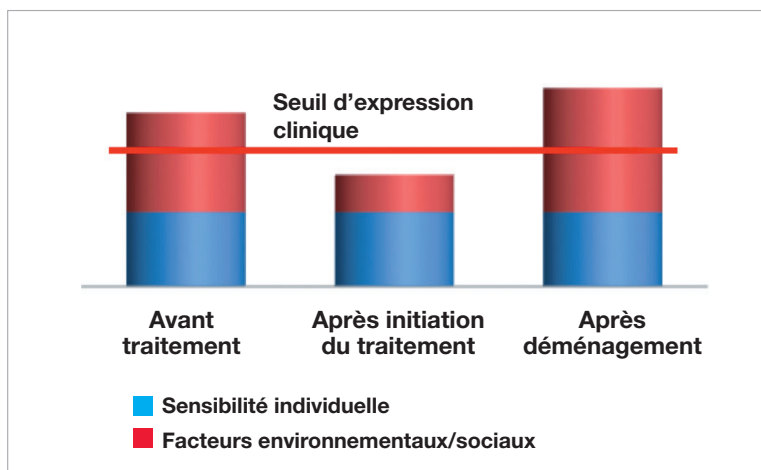 Seuil d’expression
clinique
Avant
traitement
Après initiation
du traitement
Après
déménagement
Sensibilité individuelle
Facteurs environnementaux/sociaux